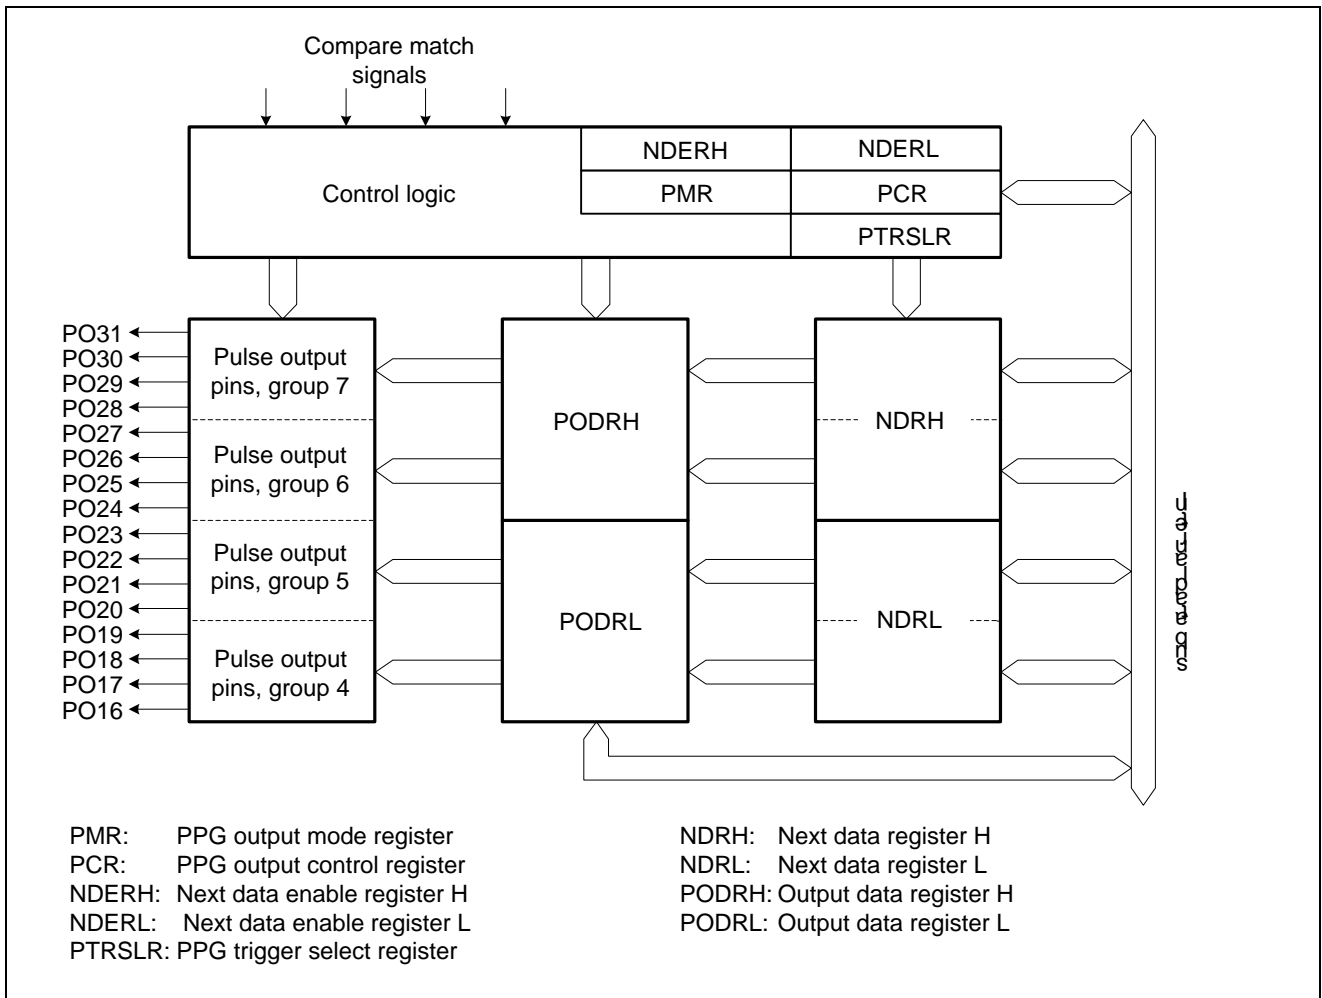 Compare match
signals
NDERH
NDERL
Control logic
PMR
PCR
PTRSLR
PO31
PO30
PO29
PO28
PO27
PO26
PO25
PO24
PO23
PO22
PO21
PO20
PO19
PO18
PO17
PO16
Pulse output
pins, group 7
Pulse output
pins, group 6
Pulse output
pins, group 5
Pulse output
pins, group 4
PODRH
PODRL
NDRH
NDRL
PMR: PPG output mode register
PCR: PPG output control register
NDERH: Next data enable register H
NDERL: Next data enable register L
PTRSLR: PPG trigger select register
NDRH: Next data register H
NDRL: Next data register L
PODRH: Output data register H
PODRL: Output data register L